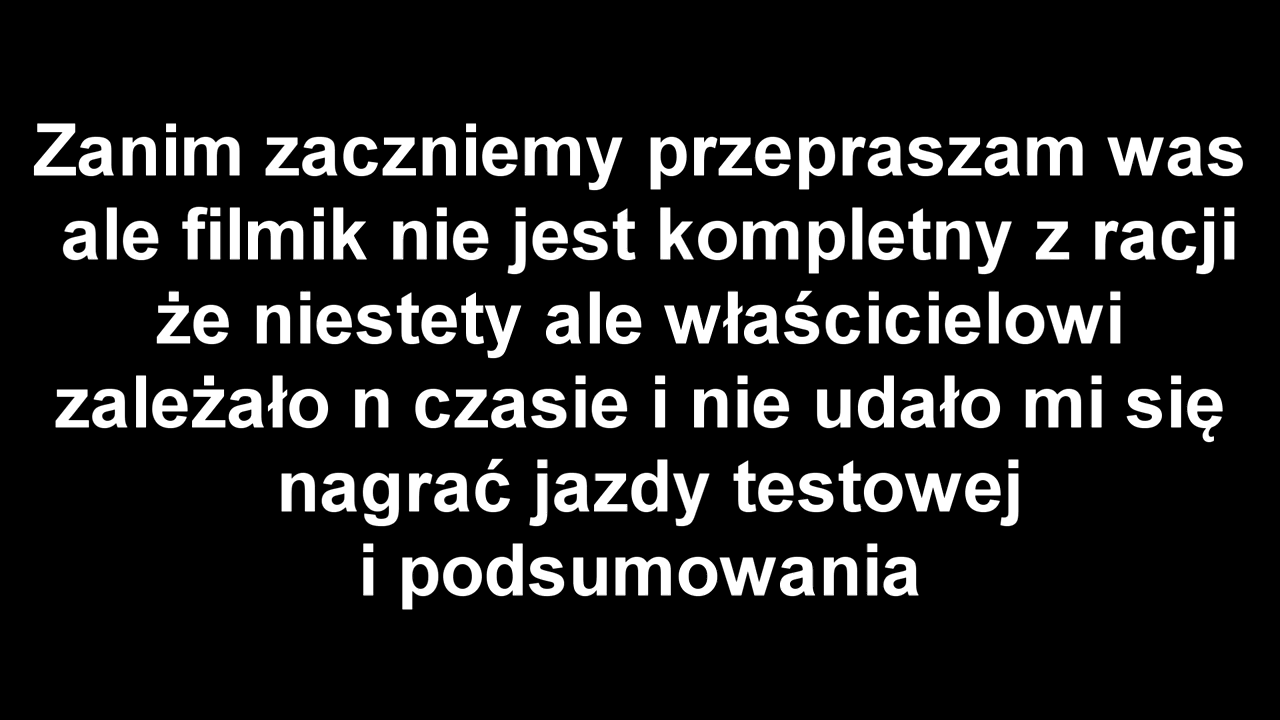 Zanim zaczniemy przepraszam was
ale filmik nie jest kompletny z racji
że niestety ale właścicielowi
zależało n czasie i nie udało mi się
nagrać jazdy testowej
i podsumowania